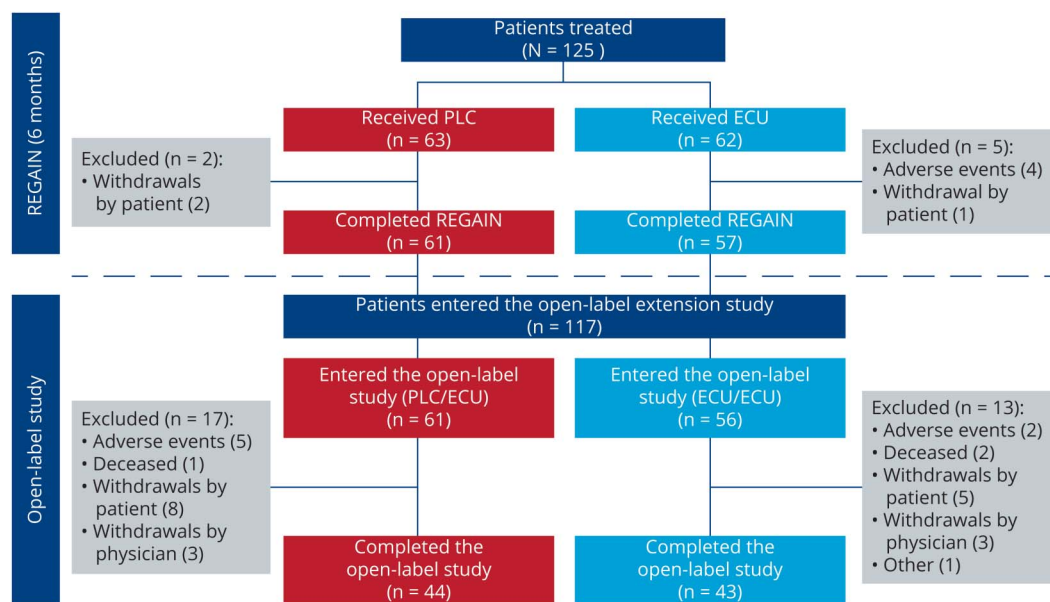 REGAIN (6 months)
Patients treated
(N = 125 )
Received PLC
(n = 63)
Received ECU
(n = 62)
Excluded (n = 2):
• Withdrawals
by patient (2)
Excluded (n = 5):
• Adverse events (4)
• Withdrawal by
patient (1)
Completed REGAIN
(n = 61)
Completed REGAIN
(n = 57)
Open-label study
Patients entered the open-label extension study
(n = 117)
Entered the open-label
study (PLC/ECU)
(n = 61)
Entered the open-label
study (ECU/ECU)
(n = 56)
Excluded (n = 17):
• Adverse events (5)
• Deceased (1)
• Withdrawals by
patient (8)
• Withdrawals by
physician (3)
Excluded (n = 13):
• Adverse events (2)
• Deceased (2)
• Withdrawals by
patient (5)
• Withdrawals by
physician (3)
• Other (1)
Completed the
open-label study
(n = 44)
Completed the
open-label study
(n = 43)